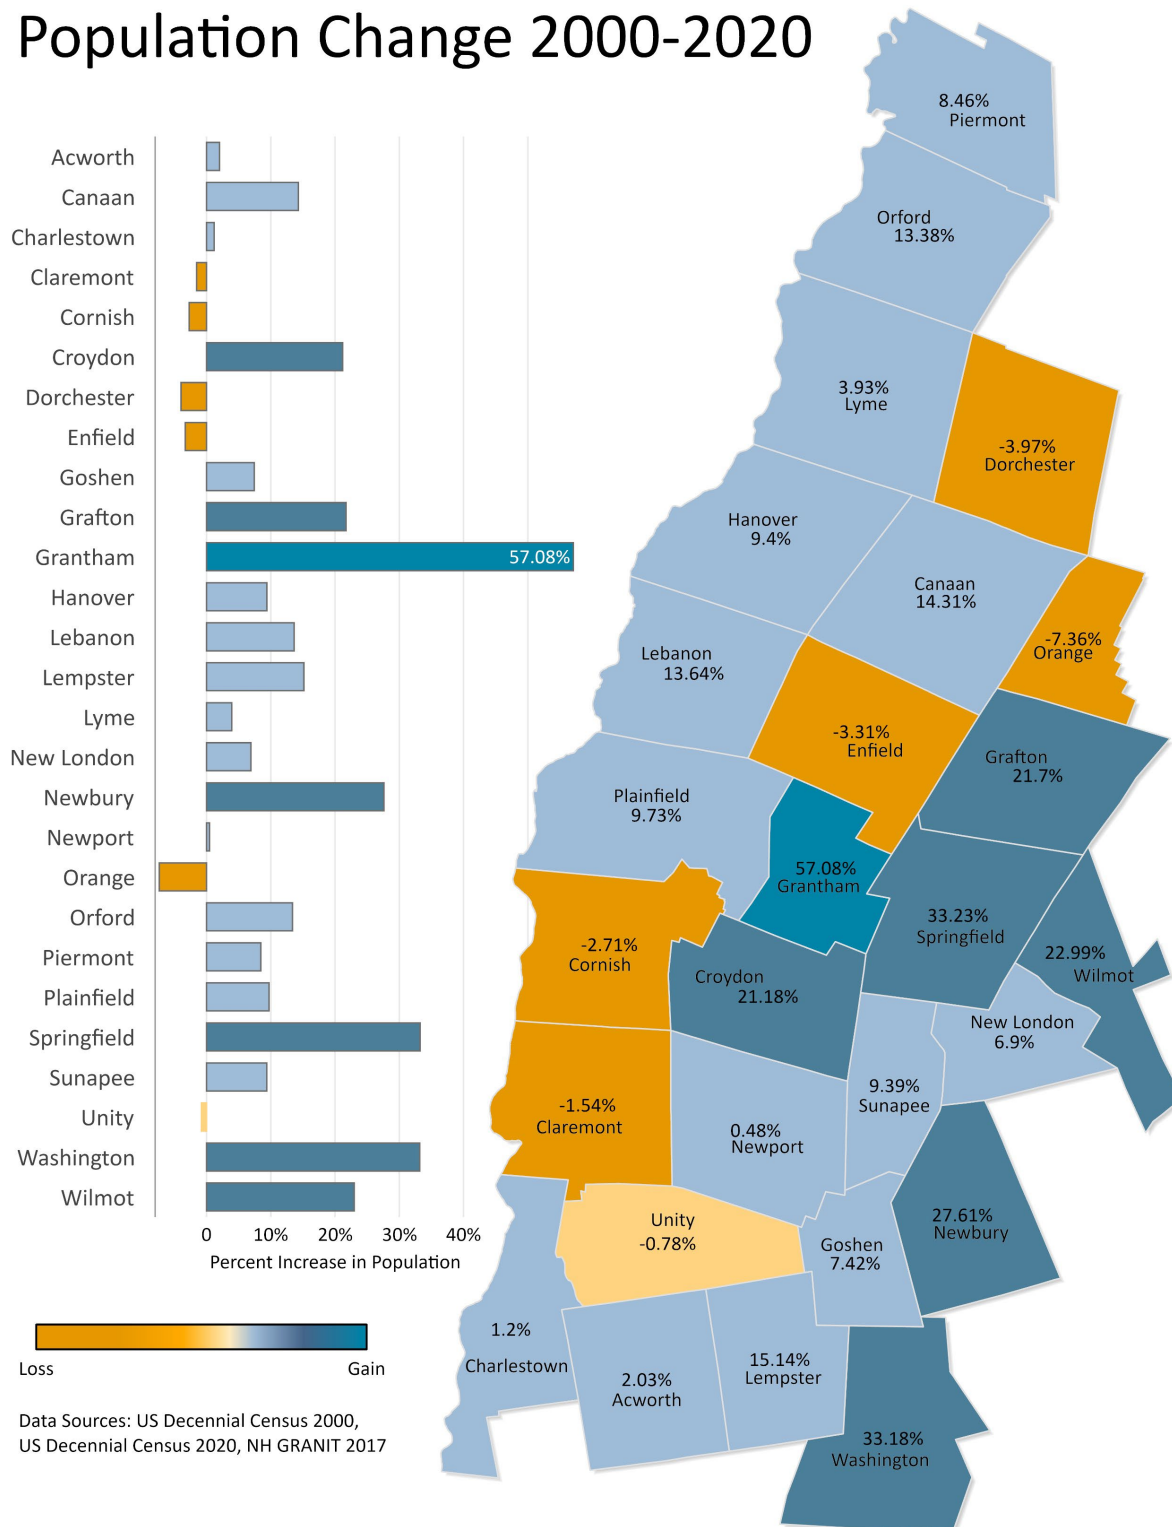 Population Change 2000-2020
Acworth
Canaan
Charlestown
Claremont
Cornish
Croydon
Dorchester
Enfield
Goshen
Grafton
Grantham
57.08%
Hanover
Lebanon
Lempster
Lyme
New London
Newbury
Newport
Orange
Orford
Piermont
Plainfield
Springfield
Sunapee
Unity
Washington
Wilmot
0 10% 20% 30% 40%
Percent Increase in Population
Loss Gain
Data Sources: US Decennial Census 2000,
US Decennial Census 2020, NH GRANIT 2017
8.46%
Piermont
Orford
13.38%
3.93%
Lyme
-3.97%
Dorchester
Hanover
9.4%
Canaan
14.31%
-7.36%
Orange
Lebanon
13.64%
-3.31%
Enfield
Grafton
21.7%
Plainfield
9.73%
57.08%
Grantham
33.23%
Springfield
22.99%
Wilmot
-2.71%
Cornish
Croydon
21.18%
New London
6.9%
9.39%
Sunapee
-1.54%
Claremont
0.48%
Newport
27.61%
Newbury
Unity
-0.78%
Goshen
7.42%
1.2%
Charlestown
2.03%
Acworth
15.14%
Lempster
33.18%
Washington